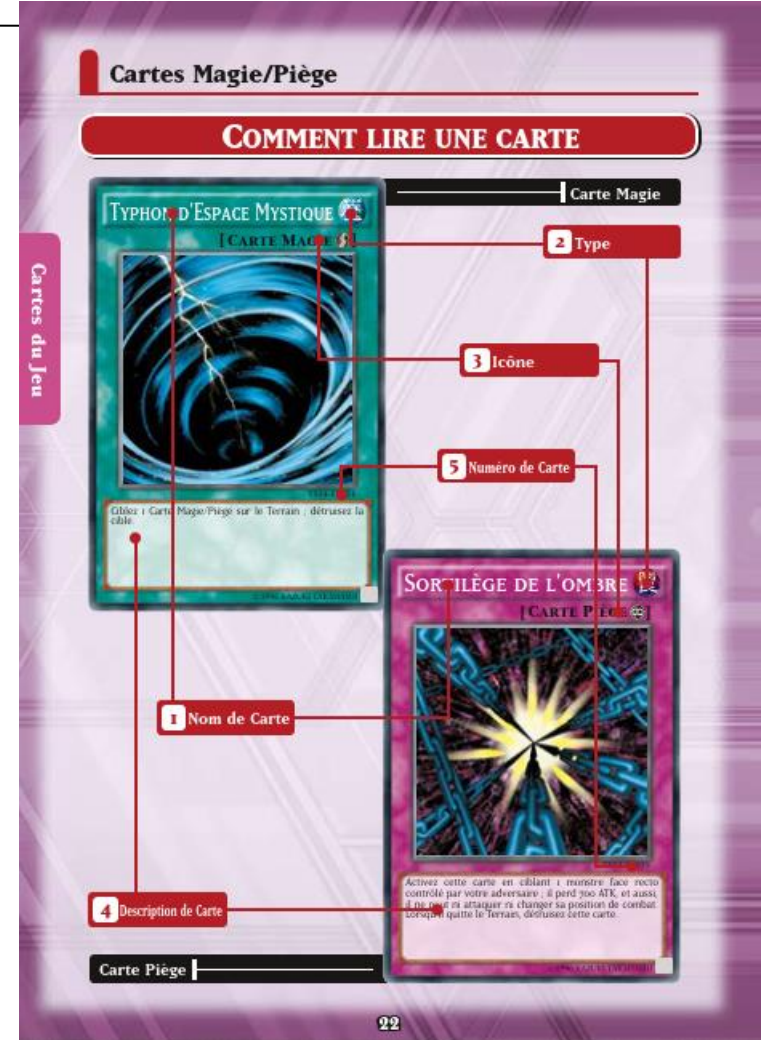 Cartes Magie/Piège
COMMENT LIRE UNE CARTE
Carte Magie
TYPHON D'ESPACE MYSTIQUE
[CARTE MAGIE]
2 Type
Cartes du Jeu
3 Icône
5 Numéro de Carte
Ciblez 1 Carte Magie/Piège sur le Terrain ; détruisez la
cible.
SORTILÈGE DE L'OMBRE
[CARTE PIÈGE]
1 Nom de Carte
Activez cette carte en ciblant 1 monstre face recto
contrôlé par votre adversaire ; il perd 700 ATK, et aussi,
il ne peut ni attaquer ni changer sa position de combat.
Lorsqu'il quitte le Terrain, détruisez cette carte.
4 Description de Carte
Carte Piège
22